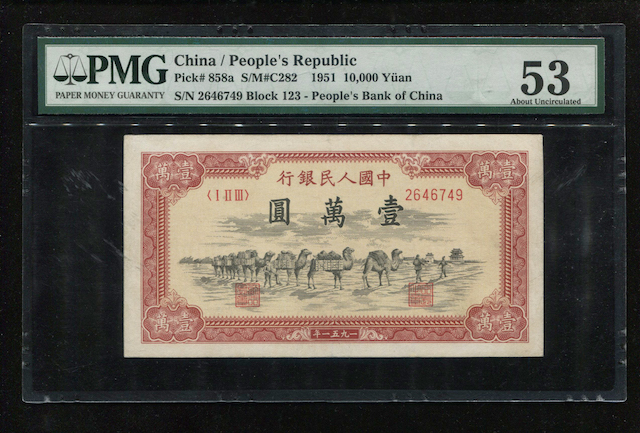 PMG
PAPER MONEY GUARANTY
China / People's Republic
Pick# 858a S/M#C282 1951 10,000 Yüan
S/N 2646749 Block 123 - People's Bank of China
53
About Uncirculated
壹萬
壹萬
行銀民人國中
〈I II III〉
2646749
圓萬壹
壹萬
年一五九一
壹萬